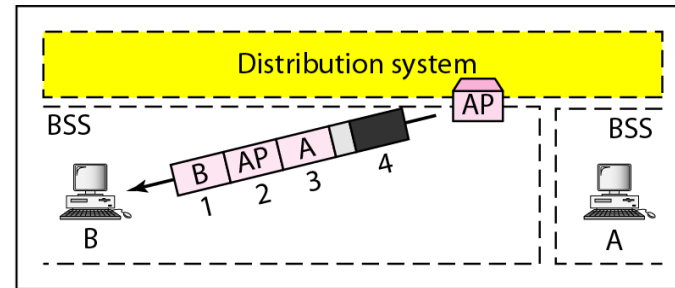 Distribution system
AP
BSS
BSS
B AP A
1 2 3 4
B
A